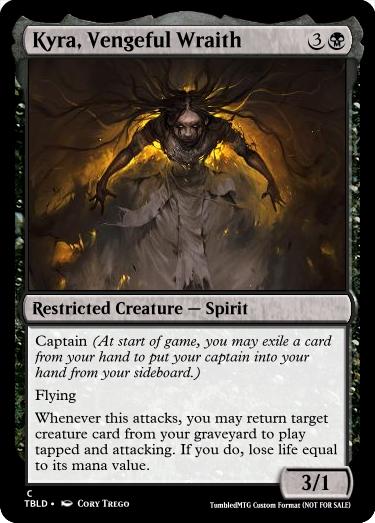 Kyra, Vengeful Wraith 3
Restricted Creature — Spirit
Captain (At start of game, you may exile a card
from your hand to put your captain into your
hand from your sideboard.)
Flying
Whenever this attacks, you may return target
creature card from your graveyard to play
tapped and attacking. If you do, lose life equal
to its mana value.
3/1
C
TBLD • Cory Trego
TumbledMTG Custom Format (NOT FOR SALE)